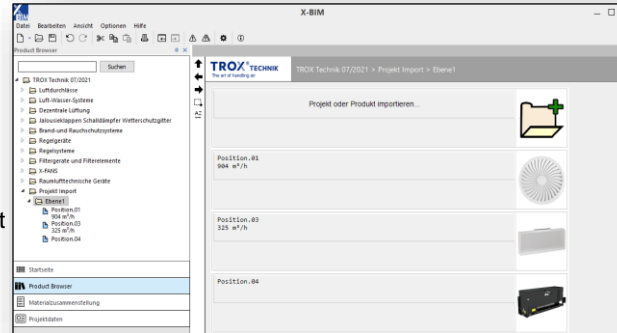 X-BIM
Datei Bearbeiten Ansicht Optionen Hilfe
Product Browser
Suchen
TROX Technik 07/2021
Luftdurchlässe
Luft-Wasser-Systeme
Dezentrale Lüftung
Jalousieklappen Schalldämpfer Wetterschutzgitter
Brand-und Rauchschutzsysteme
Regelgeräte
Regelsysteme
Filtergeräte und Filterelemente
X-FANS
Raumlufttechnische Geräte
Projekt Import
Ebene1
Position.01
904 m³/h
Position.03
325 m³/h
Position.04
t
Startseite
Product Browser
Materialzusammenstellung
Projektdaten
TROX® TECHNIK
The art of handling air
TROX Technik 07/2021 > Projekt Import > Ebene1
Projekt oder Produkt importieren...
Position.01
904 m³/h
Position.03
325 m³/h
Position.04